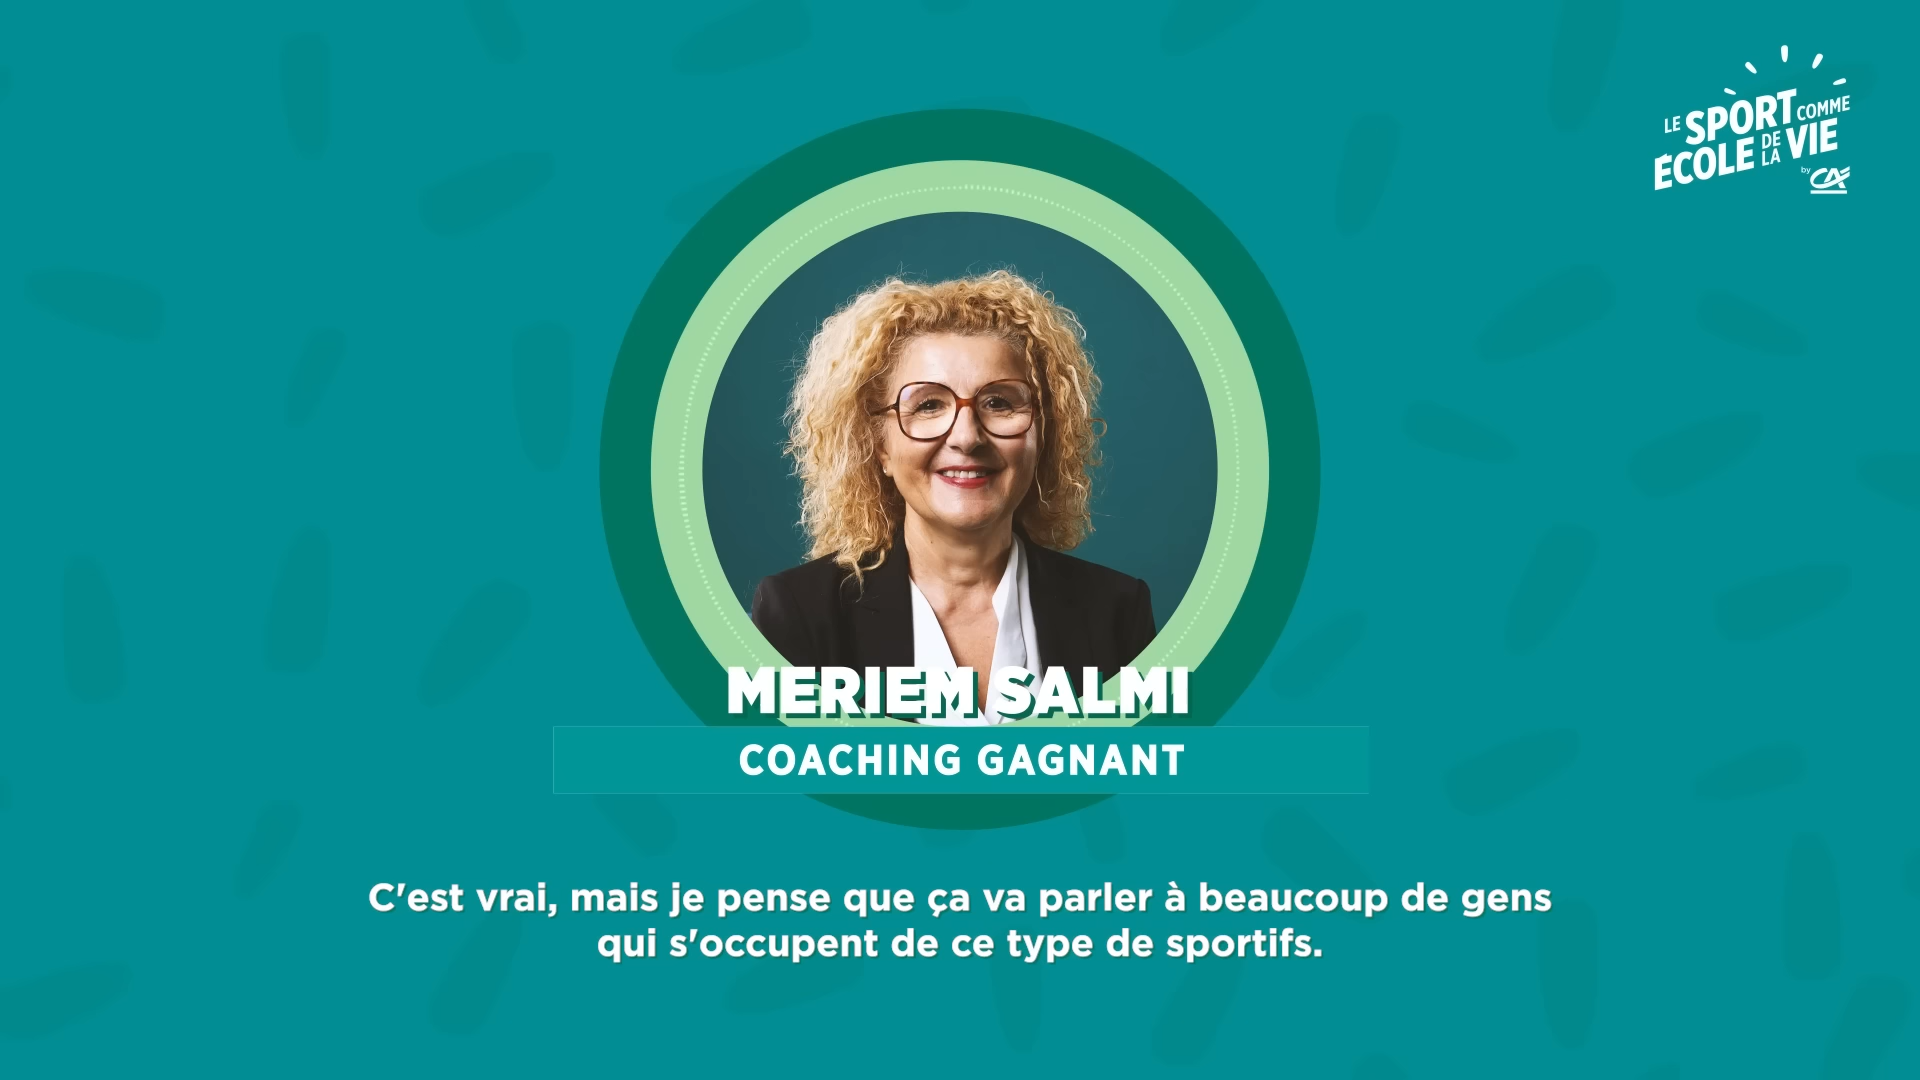 LE SPORT COMME
ÉCOLE DE LA VIE
by CA
MERIEM SALMI
COACHING GAGNANT
C'est vrai, mais je pense que ça va parler à beaucoup de gens
qui s'occupent de ce type de sportifs.